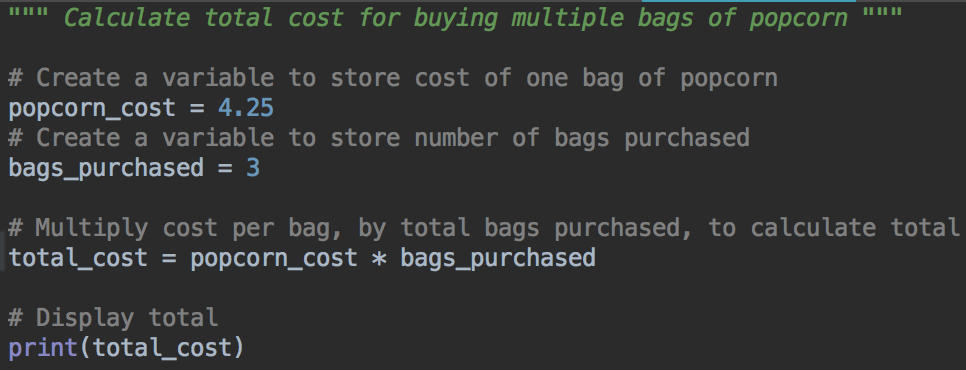 """ Calculate total cost for buying multiple bags of popcorn """
# Create a variable to store cost of one bag of popcorn
popcorn_cost = 4.25
# Create a variable to store number of bags purchased
bags_purchased = 3
# Multiply cost per bag, by total bags purchased, to calculate total
total_cost = popcorn_cost * bags_purchased
# Display total
print(total_cost)